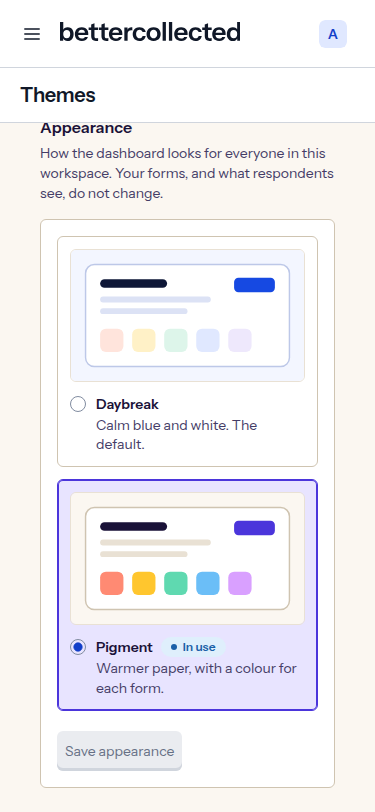 bettercollected
A
Themes
Appearance
How the dashboard looks for everyone in this
workspace. Your forms, and what respondents
see, do not change.
Daybreak
Calm blue and white. The
default.
Pigment
In use
Warmer paper, with a colour for
each form.
Save appearance